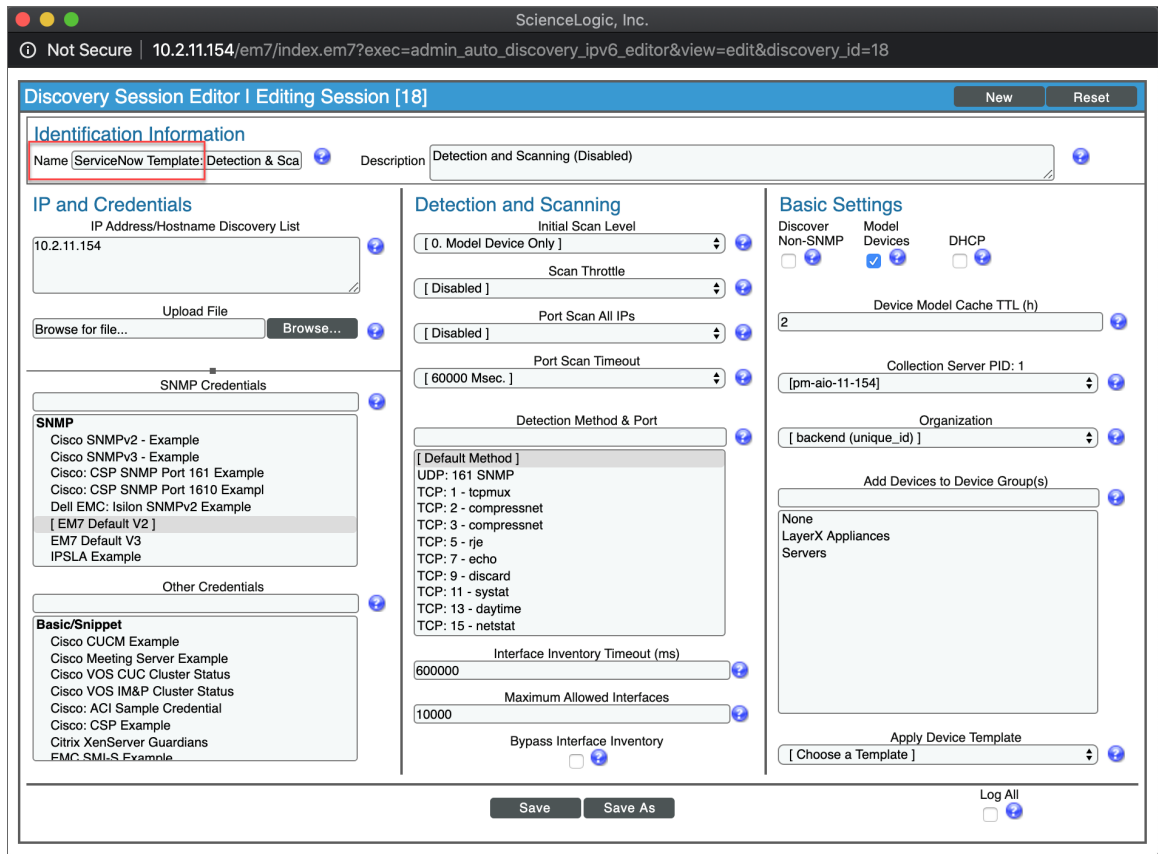 ScienceLogic, Inc.
Not Secure | 10.2.11.154/em7/index.em7?exec=admin_auto_discovery_ipv6_editor&view=edit&discovery_id=18
Discovery Session Editor | Editing Session [18]
New
Reset
Identification Information
Name ServiceNow Template: Detection & Sca
Description Detection and Scanning (Disabled)
IP and Credentials
IP Address/Hostname Discovery List
10.2.11.154
Upload File
Browse for file...
Browse...
SNMP Credentials
SNMP
Cisco SNMPv2 - Example
Cisco SNMPv3 - Example
Cisco: CSP SNMP Port 161 Example
Cisco: CSP SNMP Port 1610 Exampl
Dell EMC: Isilon SNMPv2 Example
[ EM7 Default V2 ]
EM7 Default V3
IPSLA Example
Other Credentials
Basic/Snippet
Cisco CUCM Example
Cisco Meeting Server Example
Cisco VOS CUC Cluster Status
Cisco VOS IM&P Cluster Status
Cisco: ACI Sample Credential
Cisco: CSP Example
Citrix XenServer Guardians
EMC SMI-S Example
Detection and Scanning
Initial Scan Level
[ 0. Model Device Only ]
Scan Throttle
[ Disabled ]
Port Scan All IPs
[ Disabled ]
Port Scan Timeout
[ 60000 Msec. ]
Detection Method & Port
[ Default Method ]
UDP: 161 SNMP
TCP: 1 - tcpmux
TCP: 2 - compressnet
TCP: 3 - compressnet
TCP: 5 - rje
TCP: 7 - echo
TCP: 9 - discard
TCP: 11 - systat
TCP: 13 - daytime
TCP: 15 - netstat
Interface Inventory Timeout (ms)
600000
Maximum Allowed Interfaces
10000
Bypass Interface Inventory
Basic Settings
Discover
Non-SNMP
Model
Devices
DHCP
Device Model Cache TTL (h)
2
Collection Server PID: 1
[pm-aio-11-154]
Organization
[ backend (unique_id) ]
Add Devices to Device Group(s)
None
LayerX Appliances
Servers
Apply Device Template
[ Choose a Template ]
Save
Save As
Log All